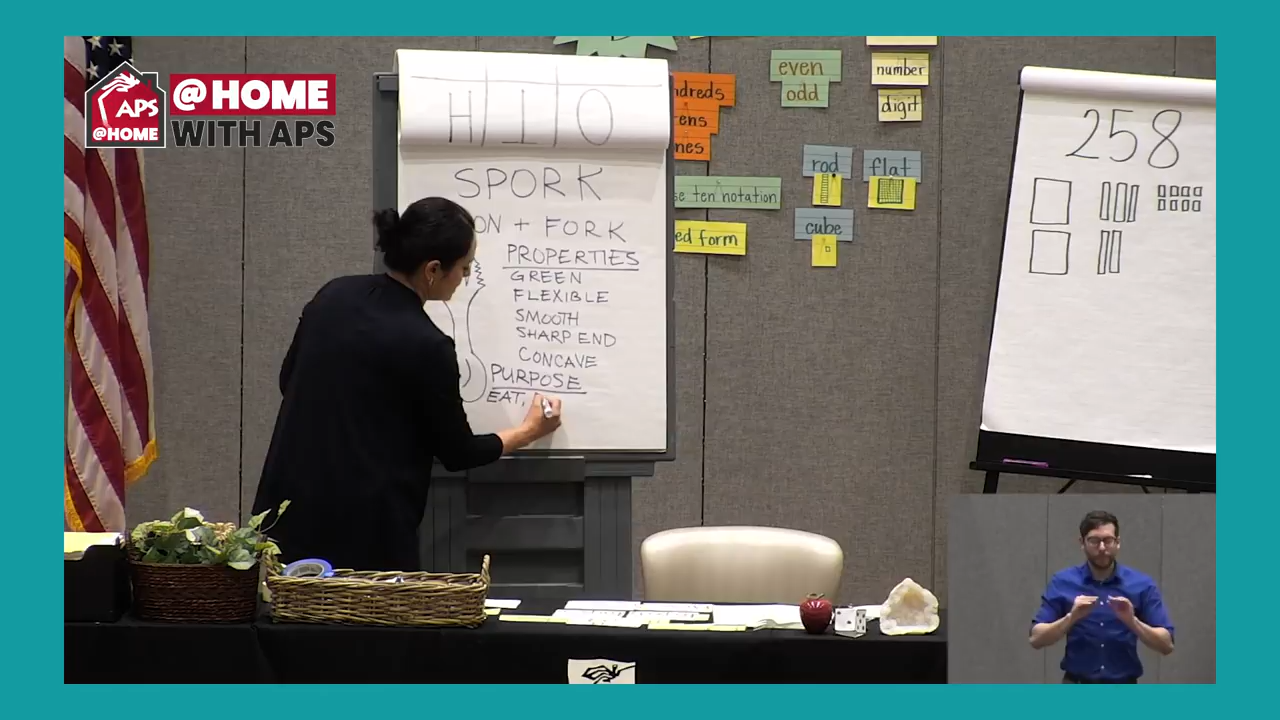 APS
@HOME
@HOME
WITH APS
H T O
SPORK
ON + FORK
PROPERTIES
GREEN
FLEXIBLE
SMOOTH
SHARP END
CONCAVE
PURPOSE
EAT,
ndreds
ens
nes
se ten notation
ed form
even
odd
number
digit
rod
flat
cube
258